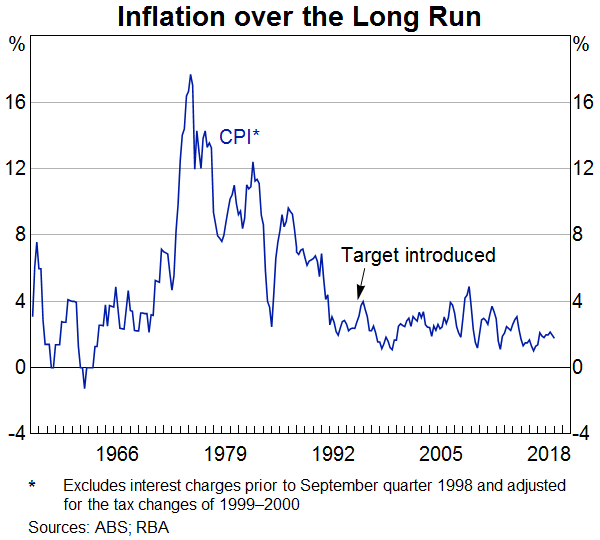 Inflation over the Long Run
% %
16 16
CPI*
12 12
8 8
Target introduced
4 4
0 0
-4 -4
1966 1979 1992 2005 2018
* Excludes interest charges prior to September quarter 1998 and adjusted
for the tax changes of 1999–2000
Sources: ABS; RBA